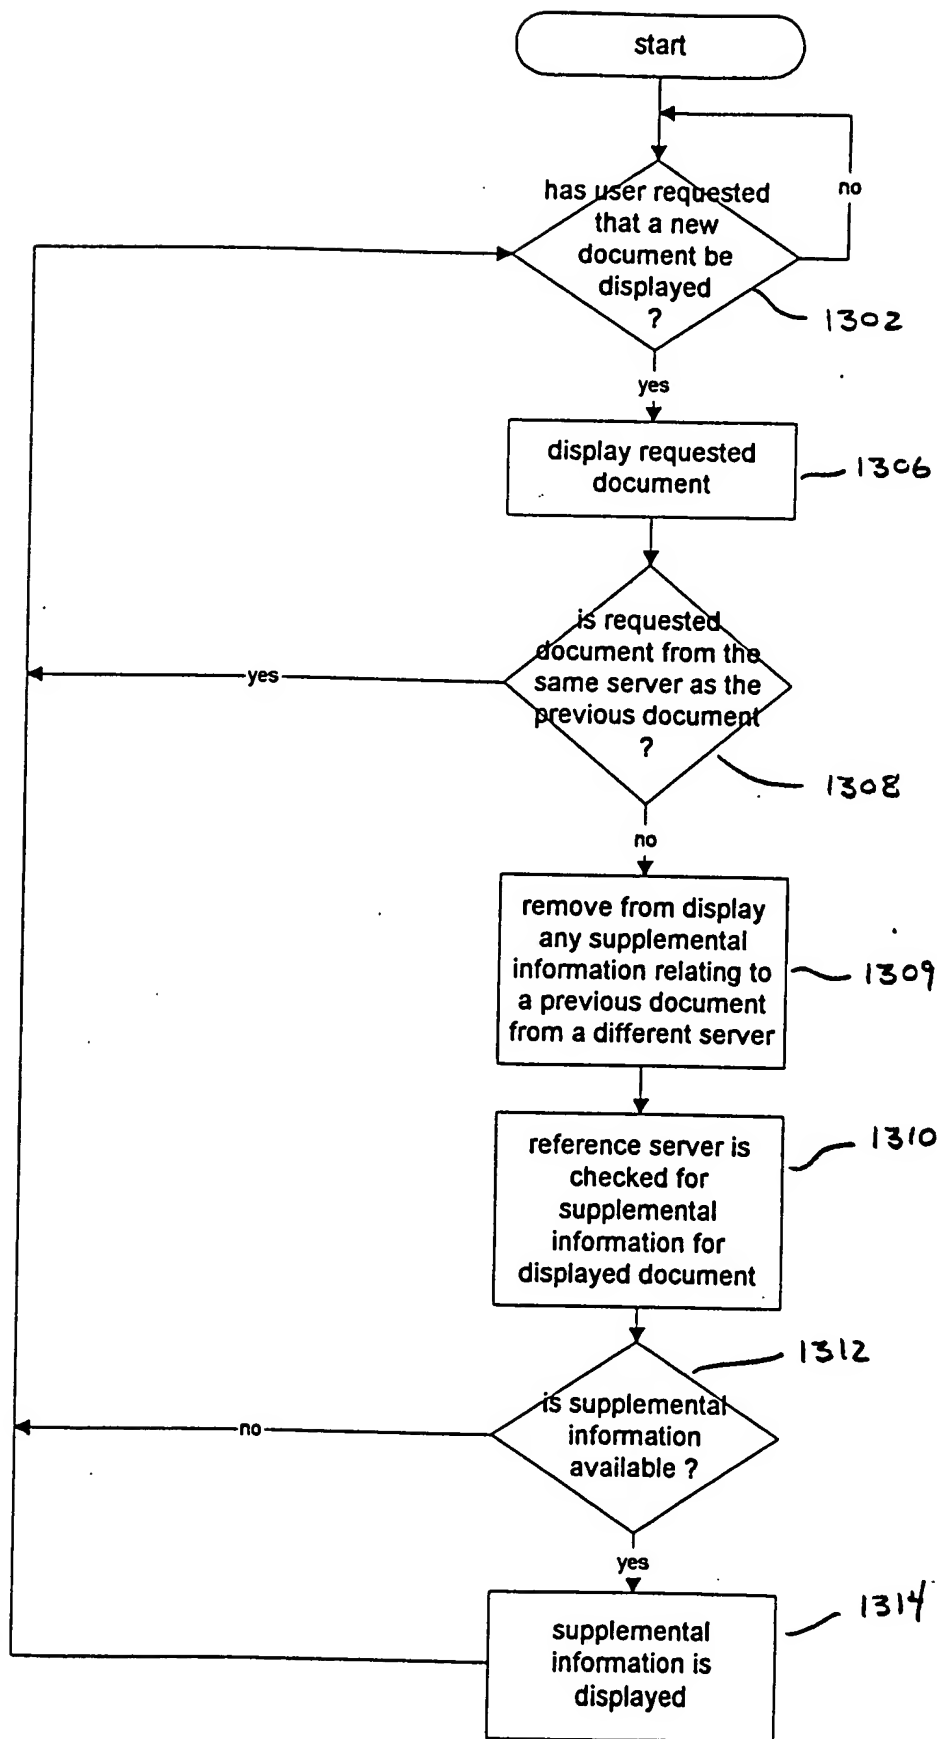 start
no
has user requested
that a new
document be
displayed
?
1302
yes
display requested
document
1306
is requested
document from the
same server as the
previous document
?
yes
1308
no
remove from display
any supplemental
information relating to
a previous document
from a different server
1309
reference server is
checked for
supplemental
information for
displayed document
1310
1312
is supplemental
information
available ?
no
yes
supplemental
information is
displayed
1314